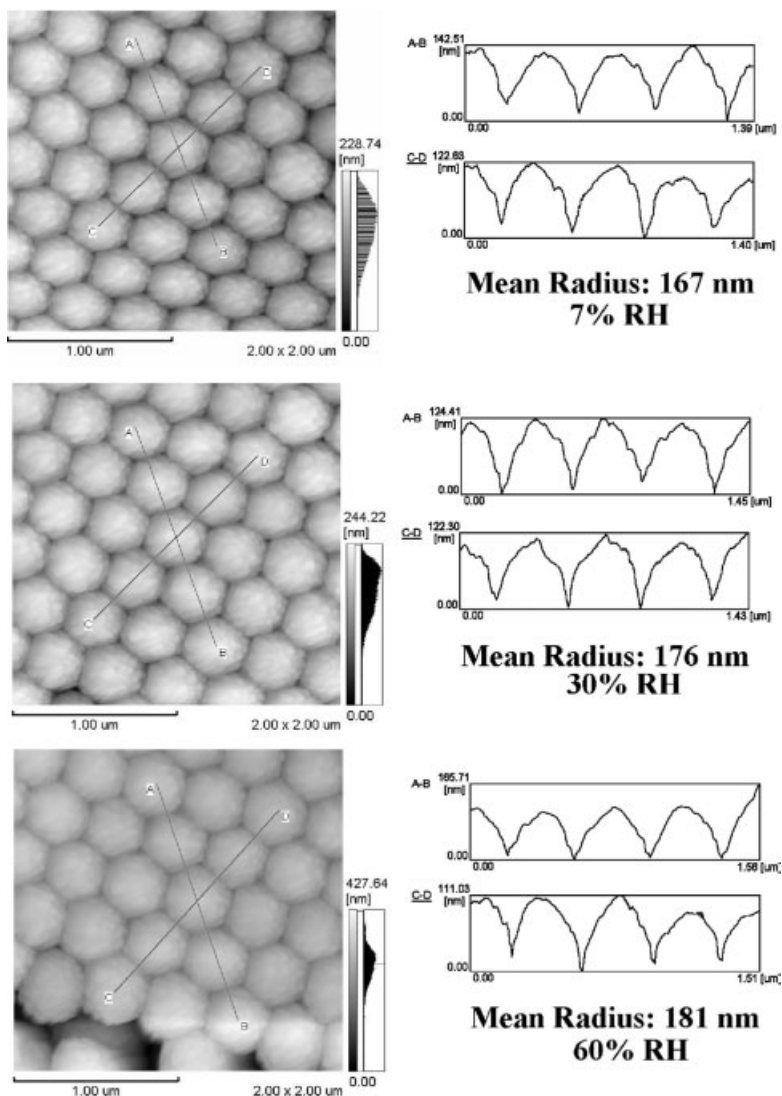 A
D
C
B
228.74
[nm]
0.00
1.00 um
2.00 x 2.00 um
A-B
142.51
[nm]
0.00
0.00
1.39 [um]
C-D
122.63
[nm]
0.00
0.00
1.40 [um]
Mean Radius: 167 nm
7% RH
A
D
C
B
244.22
[nm]
0.00
1.00 um
2.00 x 2.00 um
A-B
124.41
[nm]
0.00
0.00
1.45 [um]
C-D
122.30
[nm]
0.00
0.00
1.43 [um]
Mean Radius: 176 nm
30% RH
A
D
C
B
427.64
[nm]
0.00
1.00 um
2.00 x 2.00 um
A-B
165.71
[nm]
0.00
0.00
1.56 [um]
C-D
111.03
[nm]
0.00
0.00
1.51 [um]
Mean Radius: 181 nm
60% RH